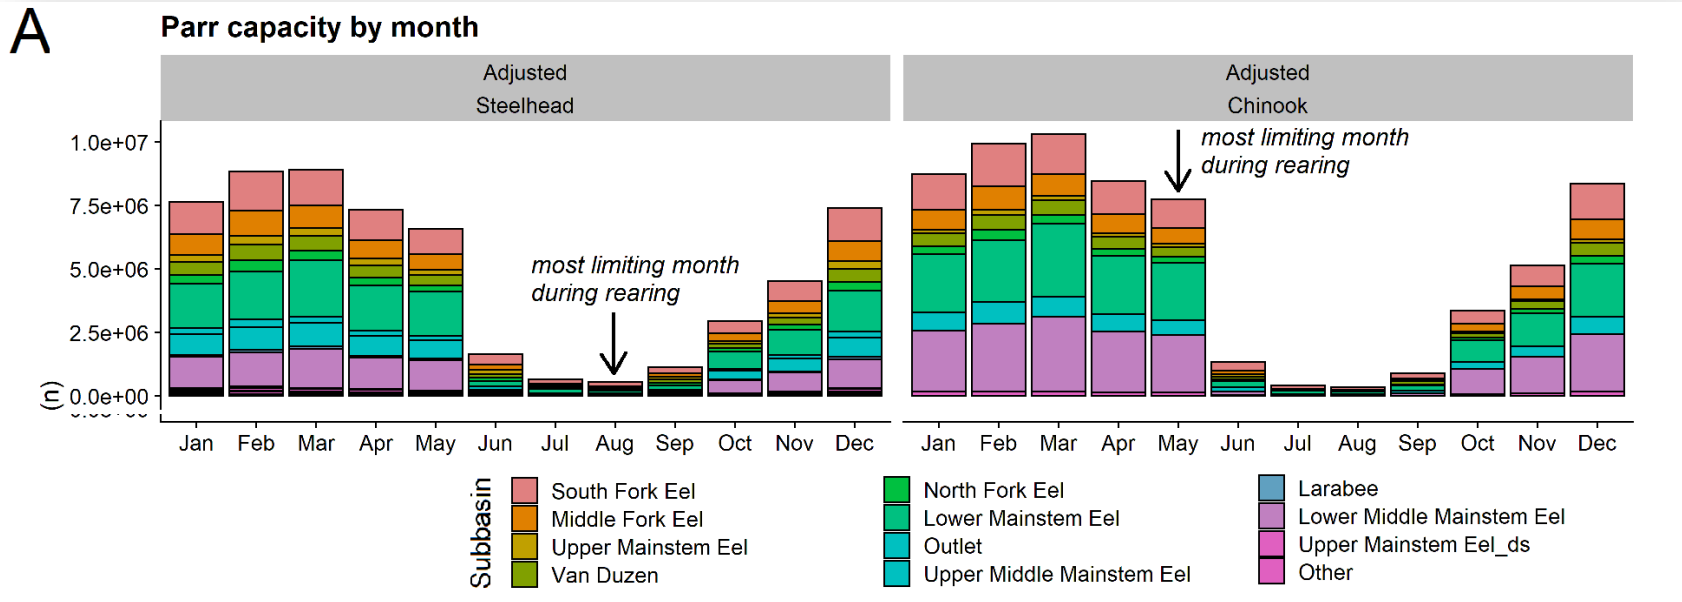 A
Parr capacity by month
Adjusted
Steelhead
Adjusted
Chinook
1.0e+07
7.5e+06
5.0e+06
2.5e+06
0.0e+00
(n)
most limiting month
during rearing
most limiting month
during rearing
Jan Feb Mar Apr May Jun Jul Aug Sep Oct Nov Dec
Jan Feb Mar Apr May Jun Jul Aug Sep Oct Nov Dec
Subbasin
South Fork Eel
Middle Fork Eel
Upper Mainstem Eel
Van Duzen
North Fork Eel
Lower Mainstem Eel
Outlet
Upper Middle Mainstem Eel
Larabee
Lower Middle Mainstem Eel
Upper Mainstem Eel_ds
Other